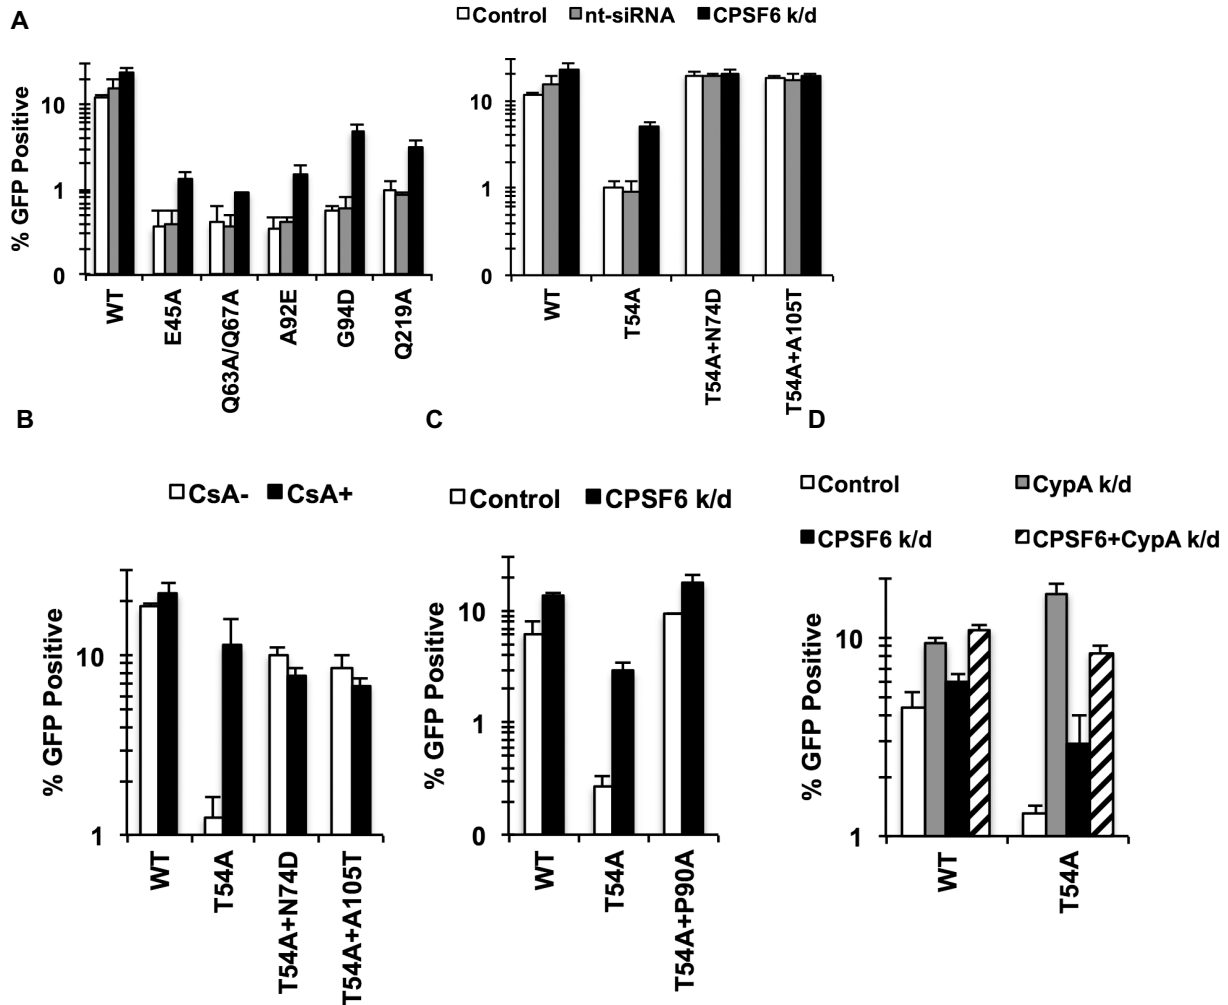 A
Control nt-siRNA CPSF6 k/d
% GFP Positive
10
1
0
WT
E45A
Q63A/Q67A
A92E
G94D
Q219A
10
1
0
WT
T54A
T54A+N74D
T54A+A105T
B
CsA- CsA+
% GFP Positive
10
1
WT
T54A
T54A+N74D
T54A+A105T
C
Control CPSF6 k/d
% GFP Positive
10
1
0
WT
T54A
T54A+P90A
D
Control CypA k/d
CPSF6 k/d CPSF6+CypA k/d
% GFP Positive
10
1
WT
T54A